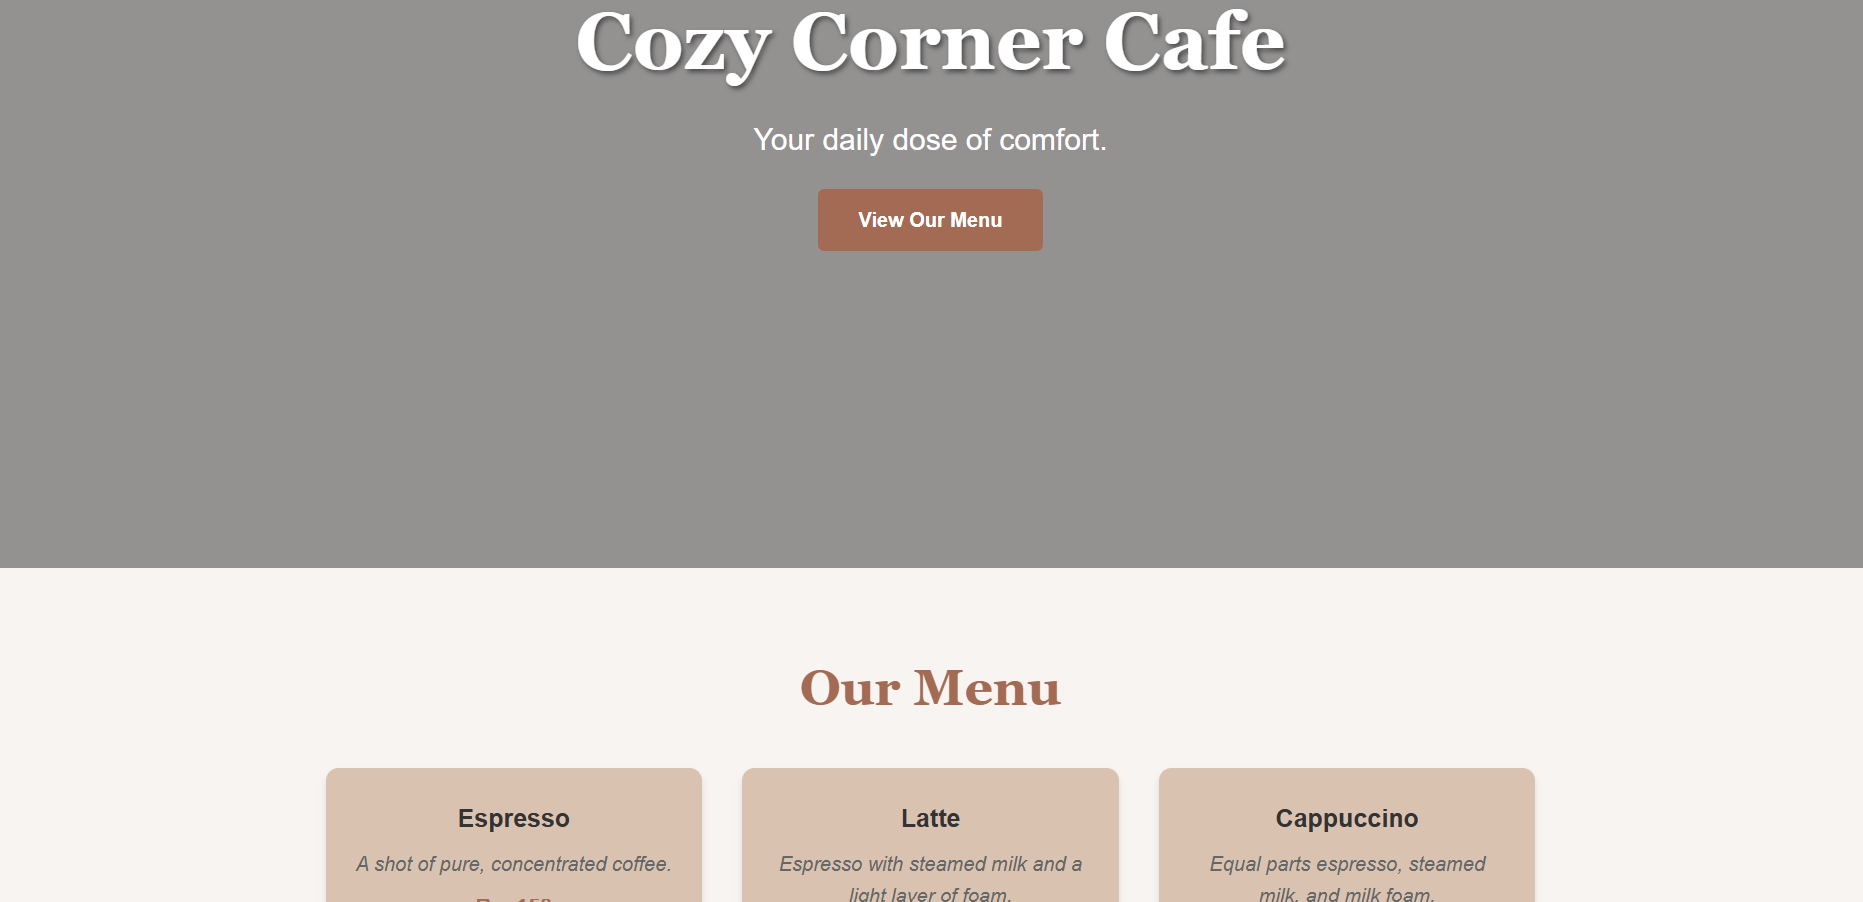 Cozy Corner Cafe
Your daily dose of comfort.
View Our Menu
Our Menu
Espresso
A shot of pure, concentrated coffee.
Latte
Espresso with steamed milk and a
light layer of foam.
Cappuccino
Equal parts espresso, steamed
milk, and milk foam.